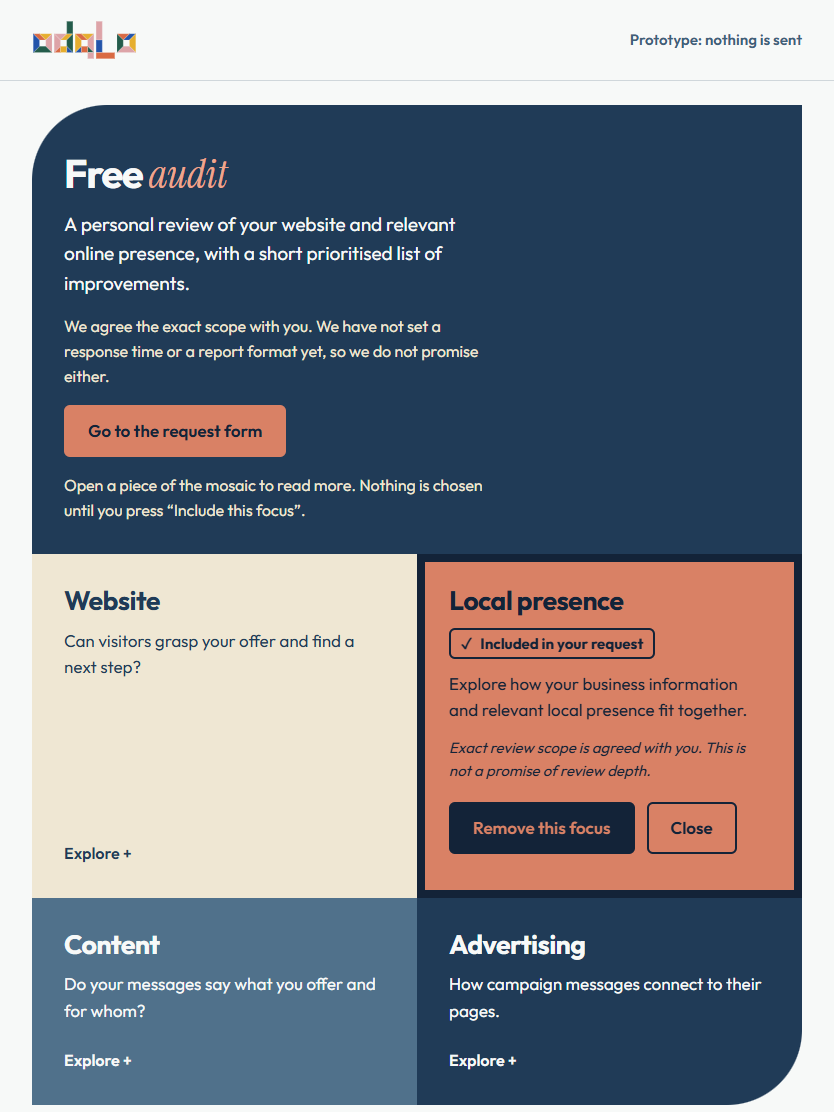 adqLo
Prototype: nothing is sent
Free audit
A personal review of your website and relevant
online presence, with a short prioritised list of
improvements.
We agree the exact scope with you. We have not set a
response time or a report format yet, so we do not promise
either.
Go to the request form
Open a piece of the mosaic to read more. Nothing is chosen
until you press “Include this focus”.
Website
Can visitors grasp your offer and find a
next step?
Explore +
Local presence
✓ Included in your request
Explore how your business information
and relevant local presence fit together.
Exact review scope is agreed with you. This is
not a promise of review depth.
Remove this focus
Close
Content
Do your messages say what you offer and
for whom?
Explore +
Advertising
How campaign messages connect to their
pages.
Explore +